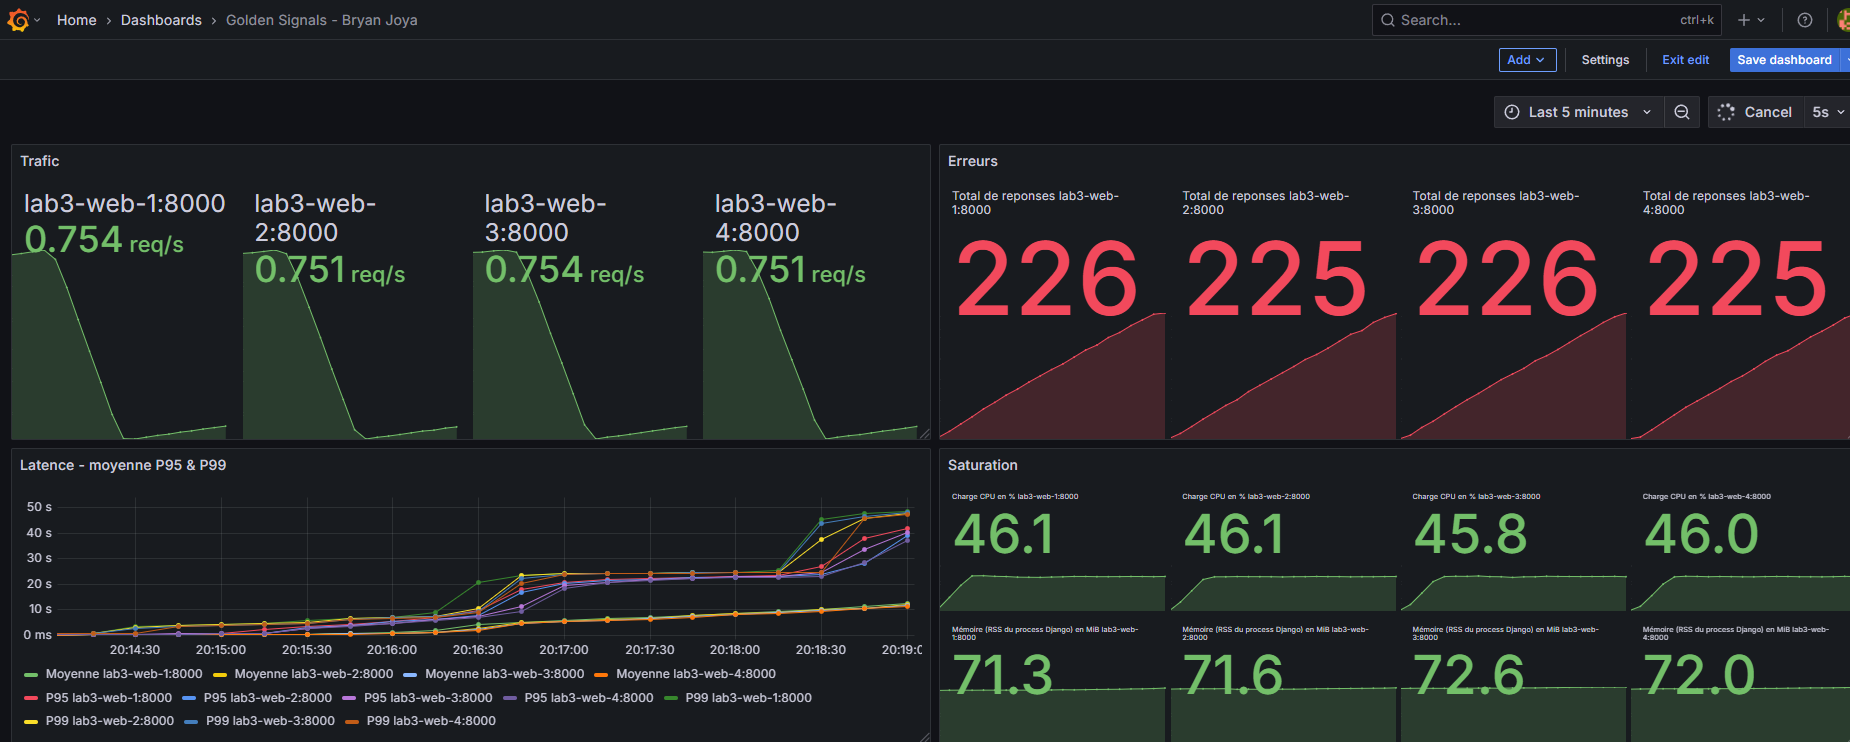 Home › Dashboards › Golden Signals - Bryan Joya
Search... ctrl+k
Add Settings Exit edit Save dashboard
Last 5 minutes Cancel 5s
Trafic
lab3-web-1:8000
0.754 req/s
lab3-web-
2:8000
0.751 req/s
lab3-web-
3:8000
0.754 req/s
lab3-web-
4:8000
0.751 req/s
Erreurs
Total de reponses lab3-web-
1:8000
226
Total de reponses lab3-web-
2:8000
225
Total de reponses lab3-web-
3:8000
226
Total de reponses lab3-web-
4:8000
225
Latence - moyenne P95 & P99
50 s
40 s
30 s
20 s
10 s
0 ms
20:14:30 20:15:00 20:15:30 20:16:00 20:16:30 20:17:00 20:17:30 20:18:00 20:18:30 20:19:0
Moyenne lab3-web-1:8000 Moyenne lab3-web-2:8000 Moyenne lab3-web-3:8000 Moyenne lab3-web-4:8000
P95 lab3-web-1:8000 P95 lab3-web-2:8000 P95 lab3-web-3:8000 P95 lab3-web-4:8000 P99 lab3-web-1:8000
P99 lab3-web-2:8000 P99 lab3-web-3:8000 P99 lab3-web-4:8000
Saturation
Charge CPU en % lab3-web-1:8000
46.1
Charge CPU en % lab3-web-2:8000
46.1
Charge CPU en % lab3-web-3:8000
45.8
Charge CPU en % lab3-web-4:8000
46.0
Mémoire (RSS du process Django) en MiB lab3-web-
1:8000
71.3
Mémoire (RSS du process Django) en MiB lab3-web-
2:8000
71.6
Mémoire (RSS du process Django) en MiB lab3-web-
3:8000
72.6
Mémoire (RSS du process Django) en MiB lab3-web-
4:8000
72.0